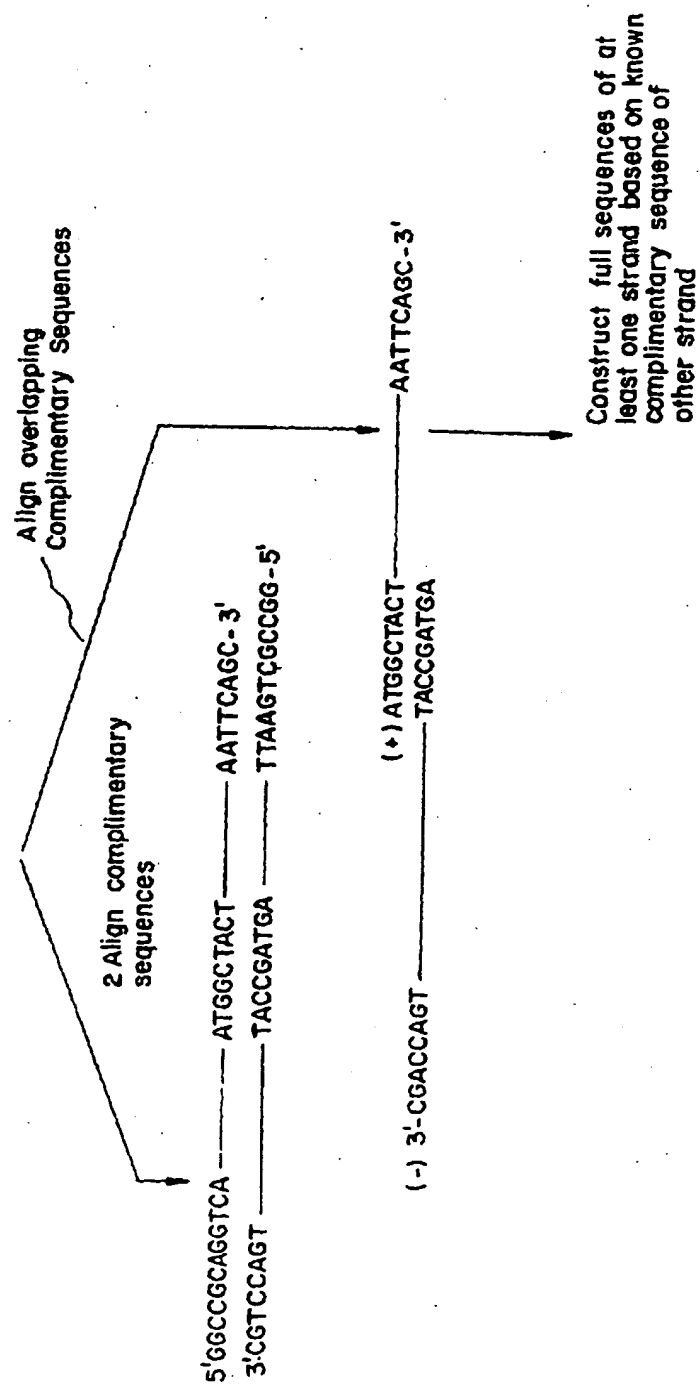 Align overlapping
Complimentary Sequences
2 Align complimentary
sequences
5'GGCCGCAGGTCA ATGGCTACT AATTCAGC-3'
3'-CGTCCAGT TACCGATGA TTAAGTCGCCGG-5'
(+) ATGGCTACT AATTCAGC-3'
(-) 3'-CGACCAGT TACCGATGA
Construct full sequences of at
least one strand based on known
complimentary sequence of
other strand